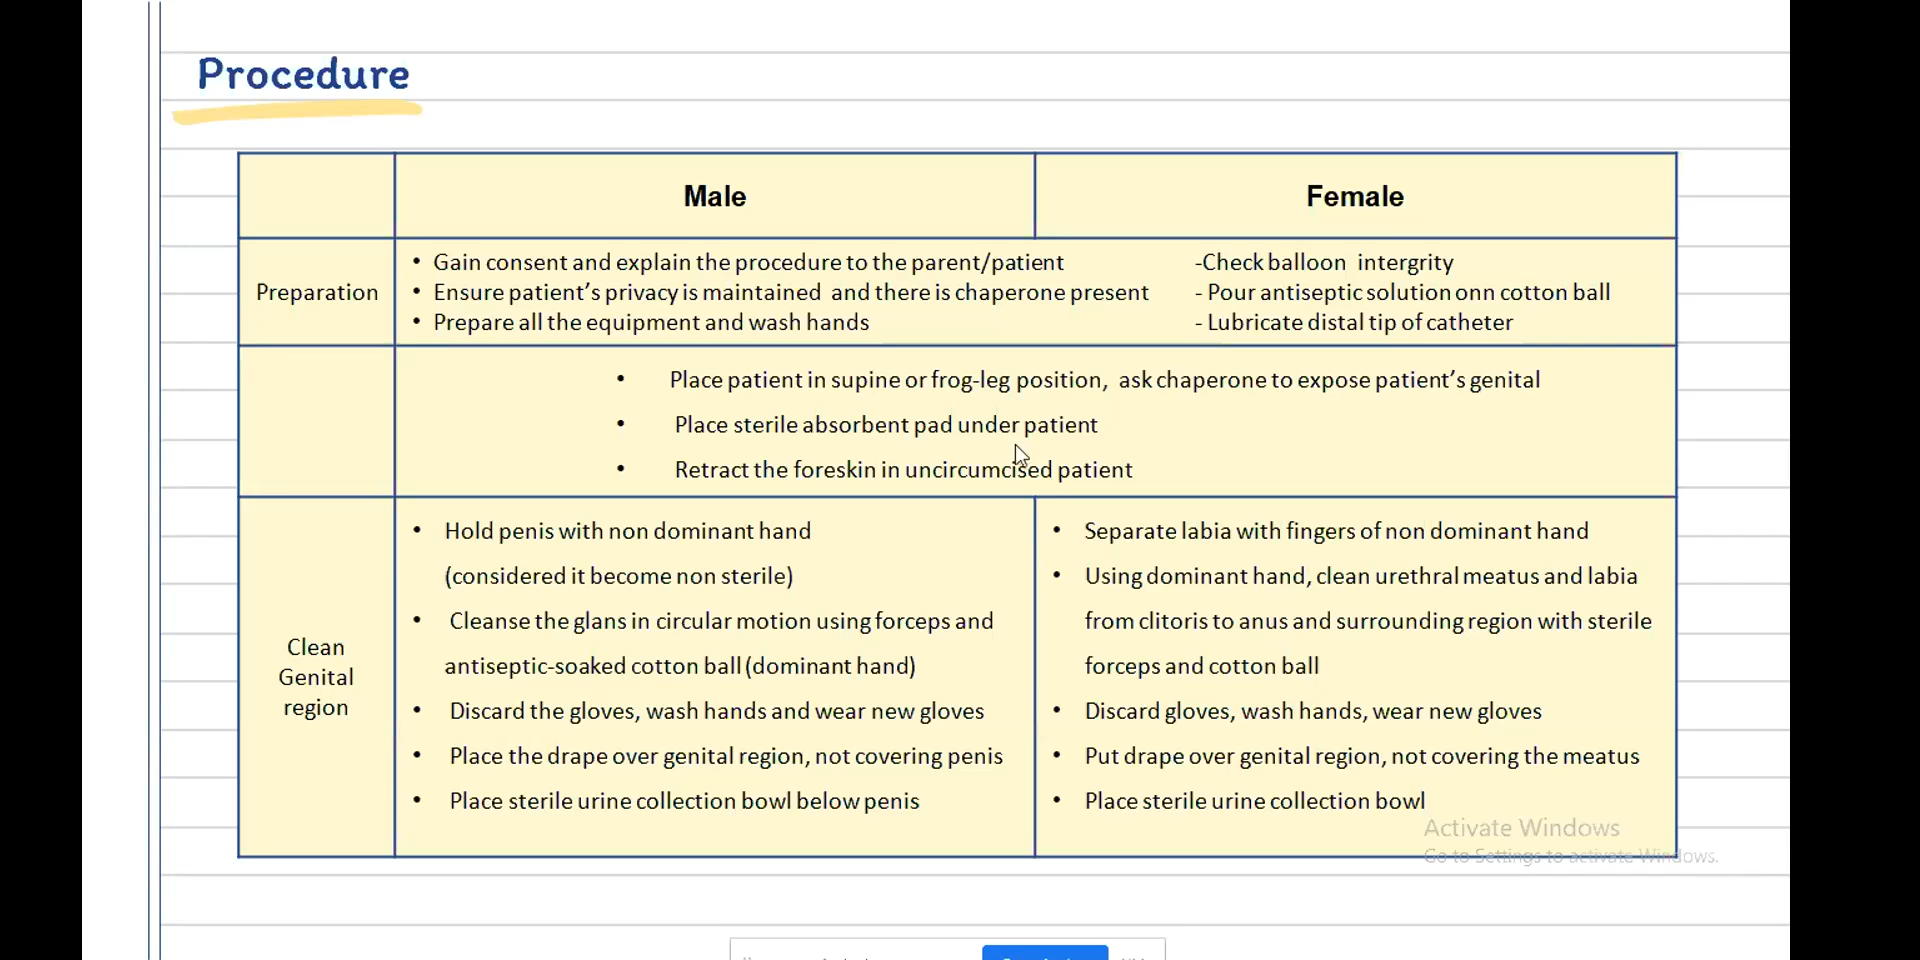 Procedure
Male
Female
Preparation
• Gain consent and explain the procedure to the parent/patient
• Ensure patient's privacy is maintained and there is chaperone present
• Prepare all the equipment and wash hands
-Check balloon intergrity
- Pour antiseptic solution onn cotton ball
- Lubricate distal tip of catheter
• Place patient in supine or frog-leg position, ask chaperone to expose patient's genital
• Place sterile absorbent pad under patient
• Retract the foreskin in uncircumcised patient
Clean
Genital
region
• Hold penis with non dominant hand
(considered it become non sterile)
• Cleanse the glans in circular motion using forceps and
antiseptic-soaked cotton ball (dominant hand)
• Discard the gloves, wash hands and wear new gloves
• Place the drape over genital region, not covering penis
• Place sterile urine collection bowl below penis
• Separate labia with fingers of non dominant hand
• Using dominant hand, clean urethral meatus and labia
from clitoris to anus and surrounding region with sterile
forceps and cotton ball
• Discard gloves, wash hands, wear new gloves
• Put drape over genital region, not covering the meatus
• Place sterile urine collection bowl
Activate Windows
Go to Settings to activate Windows.